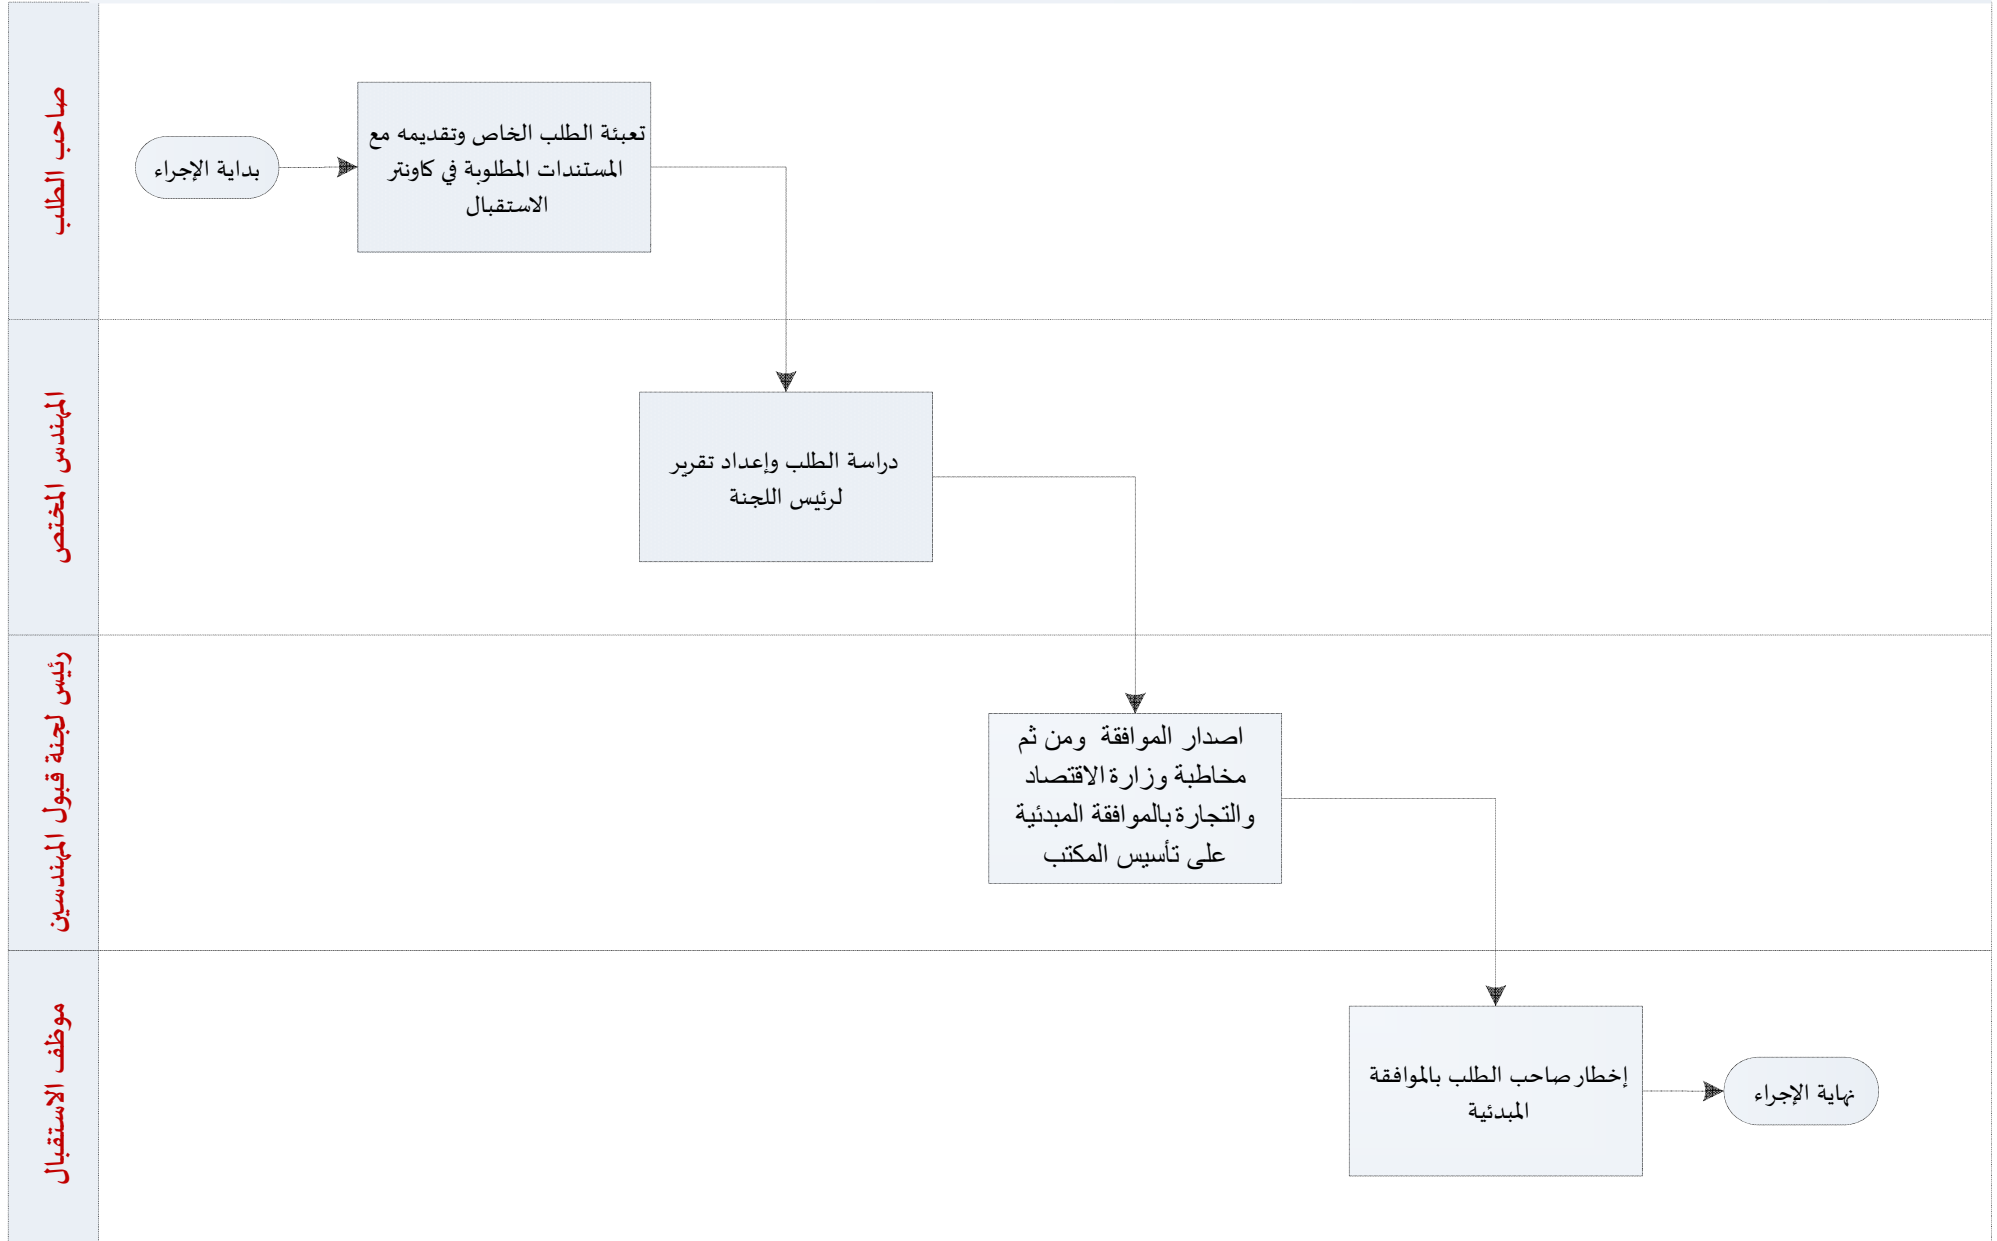 صاحب الطلب
بداية الإجراء
تعبئة الطلب الخاص وتقديمه مع
المستندات المطلوبة في كاونتر
الاستقبال
المهندس المختص
دراسة الطلب وإعداد تقرير
لرئيس اللجنة
رئيس لجنة قبول المهندسين
اصدار الموافقة ومن ثم
مخاطبة وزارة الاقتصاد
والتجارة بالموافقة المبدئية
على تأسيس المكتب
موظف الاستقبال
إخطار صاحب الطلب بالموافقة
المبدئية
نهاية الإجراء